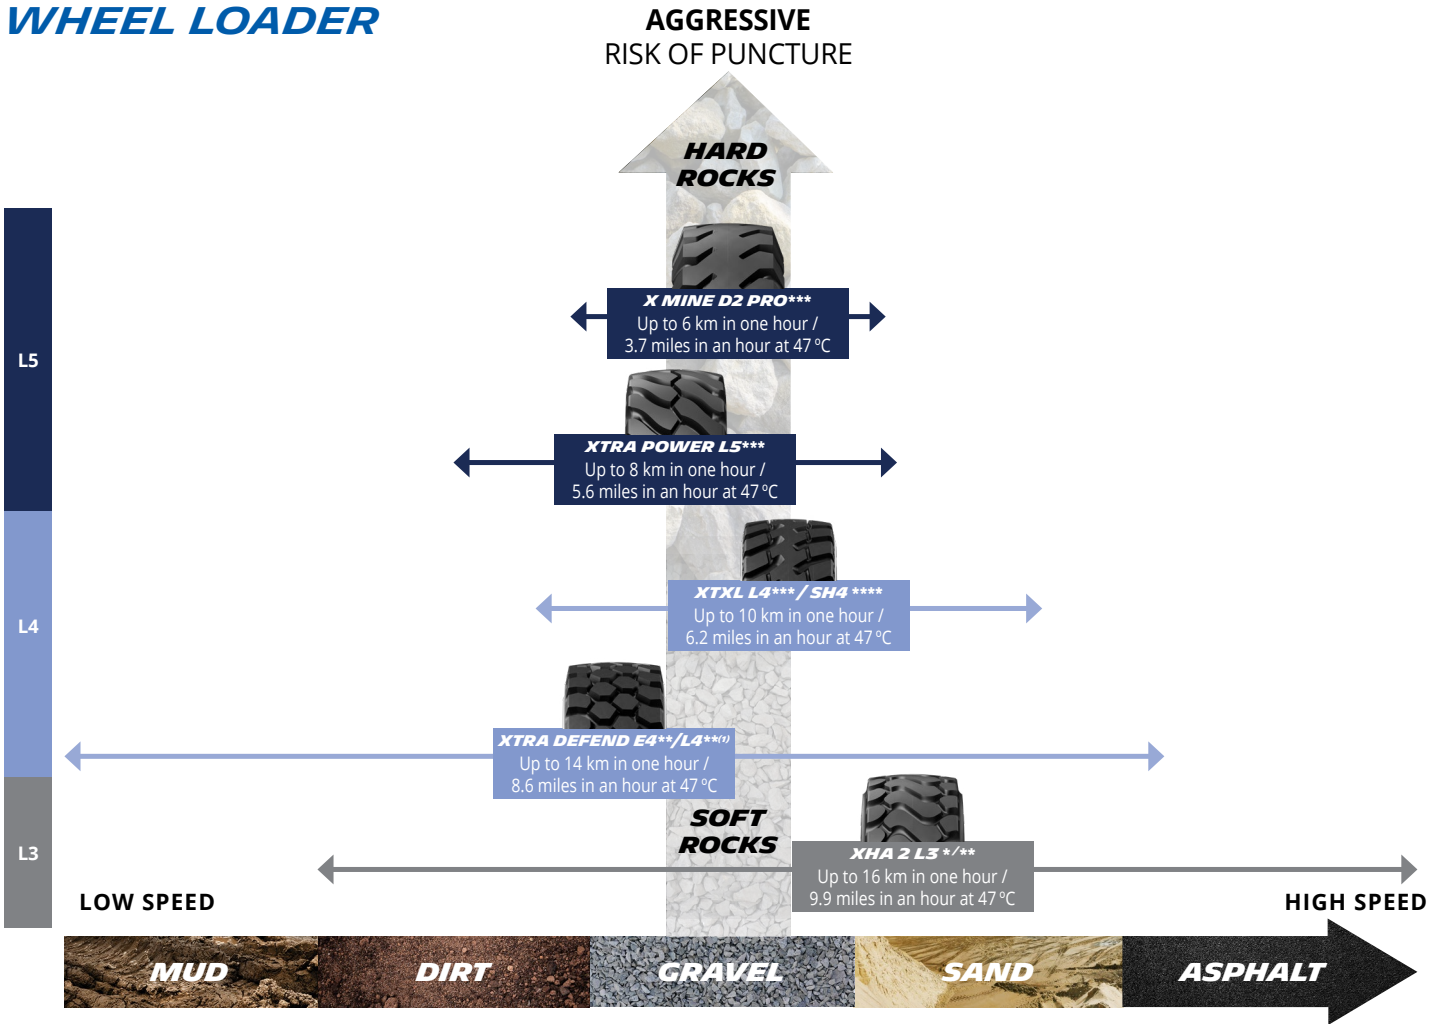 WHEEL LOADER
AGGRESSIVE
RISK OF PUNCTURE
HARD
ROCKS
L5
X MINE D2 PRO***
Up to 6 km in one hour /
3.7 miles in an hour at 47 ºC
XTRA POWER L5***
Up to 8 km in one hour /
5.6 miles in an hour at 47 ºC
L4
XTXL L4*** / SH4 ****
Up to 10 km in one hour /
6.2 miles in an hour at 47 ºC
XTRA DEFEND E4**/L4**(1)
Up to 14 km in one hour /
8.6 miles in an hour at 47 ºC
L3
SOFT
ROCKS
XHA 2 L3 */**
Up to 16 km in one hour /
9.9 miles in an hour at 47 ºC
LOW SPEED
HIGH SPEED
MUD
DIRT
GRAVEL
SAND
ASPHALT